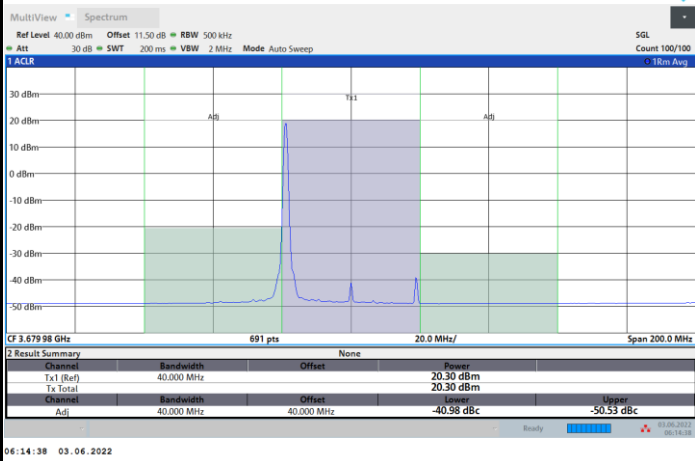 MultiView Spectrum
Ref Level 40.00 dBm Offset 11.50 dB RBW 500 kHz SGL
Att 30 dB SWT 200 ms VBW 2 MHz Mode Auto Sweep Count 100/100
1 ACLR 1Rm Avg
30 dBm
Tx1
20 dBm Adj Adj
10 dBm
0 dBm
-10 dBm
-20 dBm
-30 dBm
-40 dBm
-50 dBm
CF 3.67998 GHz 691 pts 20.0 MHz/ Span 200.0 MHz
2 Result Summary None
Channel Bandwidth Offset Power
Tx1 (Ref) 40.000 MHz 20.30 dBm
Tx Total 20.30 dBm
Channel Bandwidth Offset Lower Upper
Adj 40.000 MHz 40.000 MHz -40.98 dBc -50.53 dBc
Ready 03.06.2022
06:14:38
06:14:38 03.06.2022